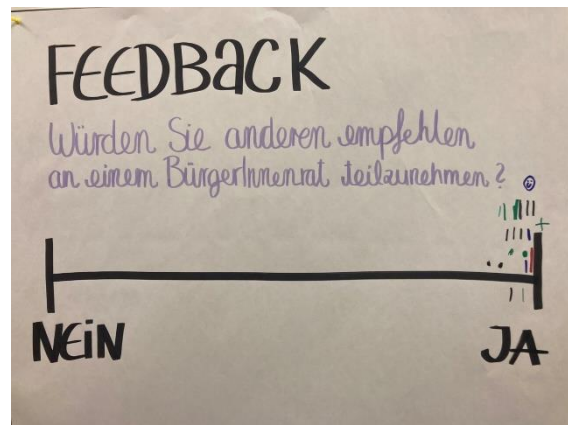 FEEDBACK
Würden Sie anderen empfehlen
an einem BürgerInnenrat teilzunehmen?
NEIN
JA